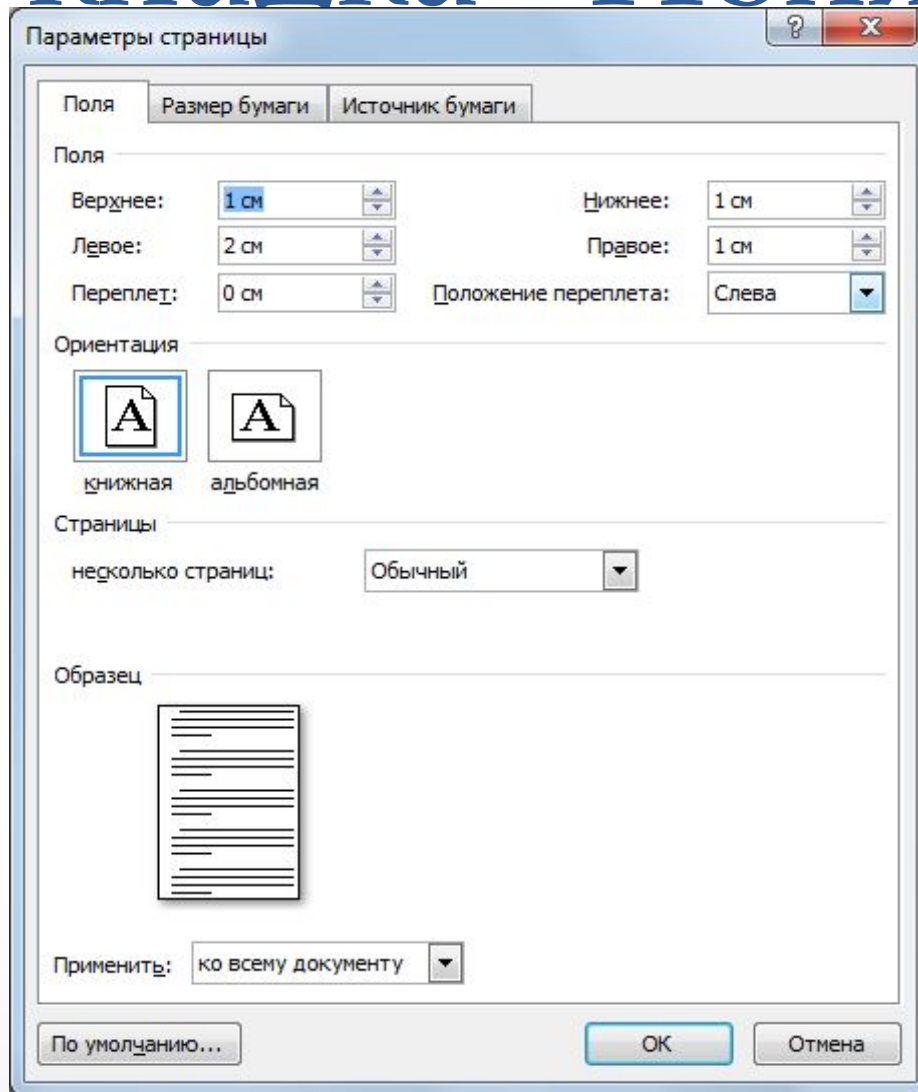 Параметры страницы
Поля Размер бумаги Источник бумаги
Поля
Верхнее: 1 см Нижнее: 1 см
Левое: 2 см Правое: 1 см
Переплет: 0 см Положение переплета: Слева
Ориентация
A A
книжная альбомная
Страницы
несколько страниц: Обычный
Образец
Применить: ко всему документу
По умолчанию... ОК Отмена